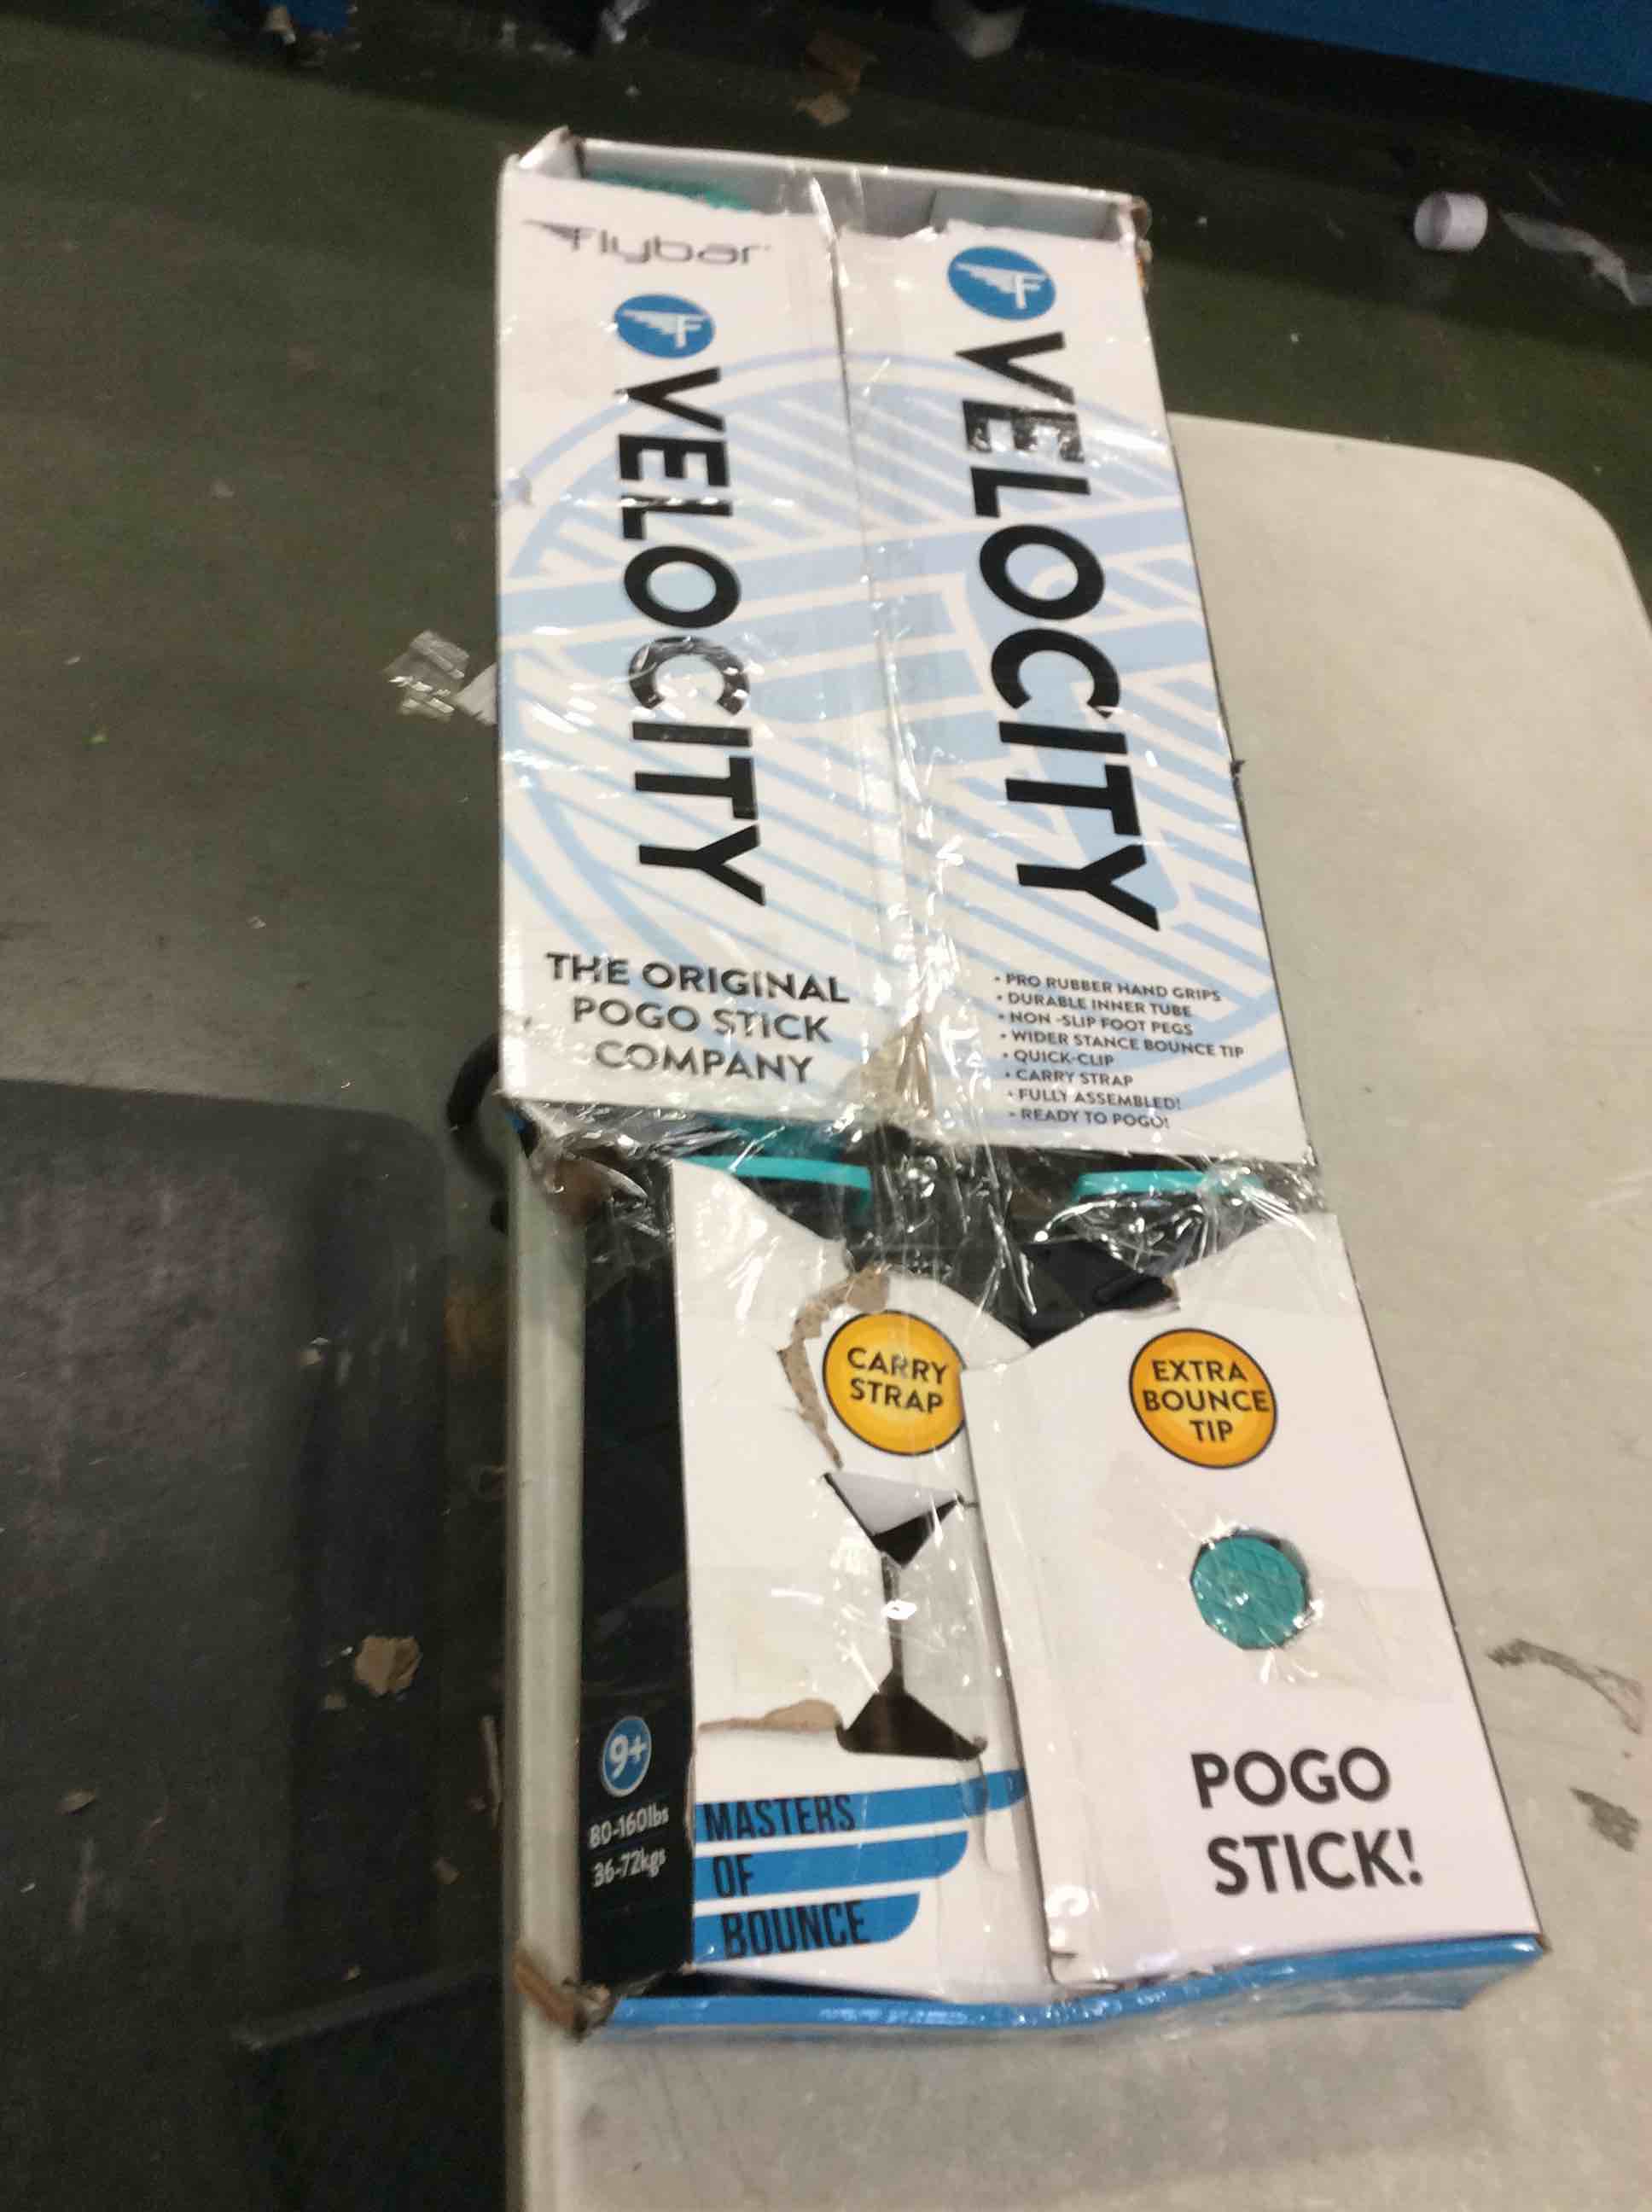 flybar
F
VELOCITY
THE ORIGINAL
POGO STICK
COMPANY
F
VELOCITY
• PRO RUBBER HAND GRIPS
• DURABLE INNER TUBE
• NON -SLIP FOOT PEGS
• WIDER STANCE BOUNCE TIP
• QUICK-CLIP
• CARRY STRAP
• FULLY ASSEMBLED!
• READY TO POGO!
CARRY
STRAP
EXTRA
BOUNCE
TIP
9+
80-160lbs
36-72kgs
MASTERS
OF
BOUNCE
POGO
STICK!